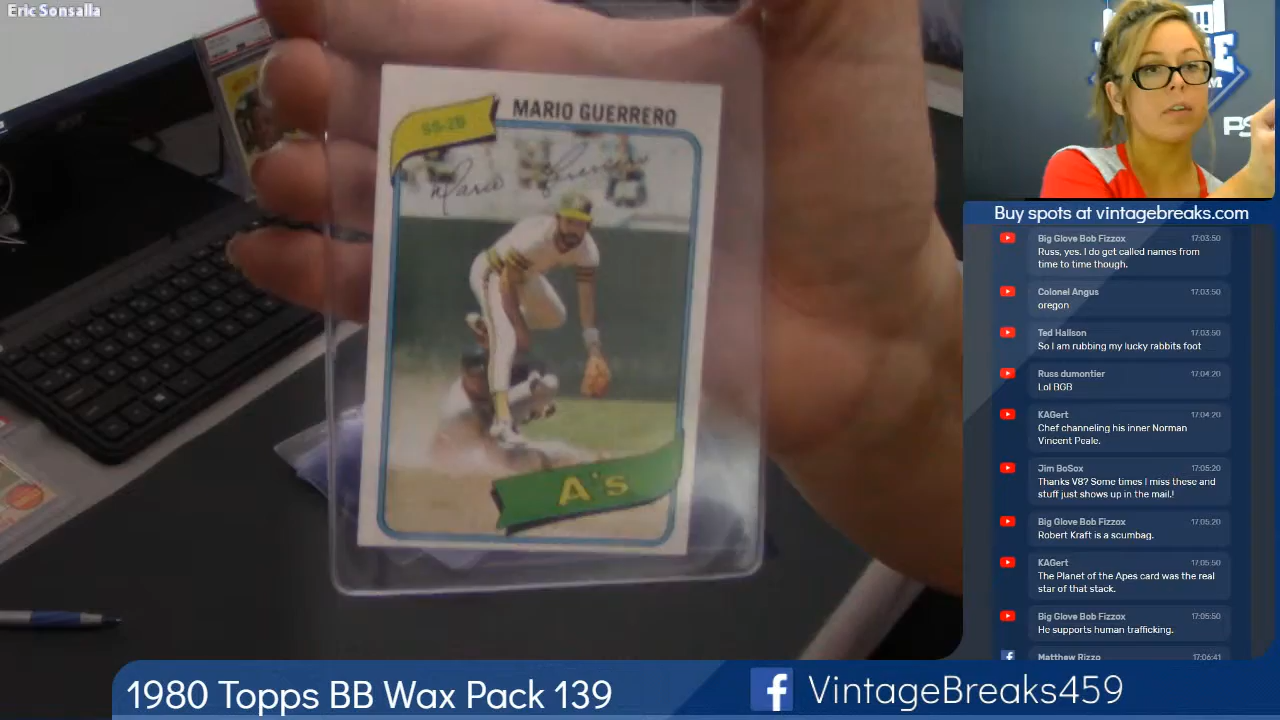 Eric Sonsalla
SS-2B
MARIO GUERRERO
Mario Guerrero
A's
PS
Buy spots at vintagebreaks.com
Big Glove Bob Fizzox 17:03:50
Russ, yes. I do get called names from
time to time though.
Colonel Angus 17:03:50
oregon
Ted Hallson 17:03:50
So I am rubbing my lucky rabbits foot
Russ dumontier 17:04:20
Lol BGB
KAGert 17:04:20
Chef channeling his inner Norman
Vincent Peale.
Jim BoSox 17:05:20
Thanks V8? Some times I miss these and
stuff just shows up in the mail.!
Big Glove Bob Fizzox 17:05:20
Robert Kraft is a scumbag.
KAGert 17:05:50
The Planet of the Apes card was the real
star of that stack.
Big Glove Bob Fizzox 17:05:50
He supports human trafficking.
Matthew Rizzo 17:06:41
1980 Topps BB Wax Pack 139
f VintageBreaks459